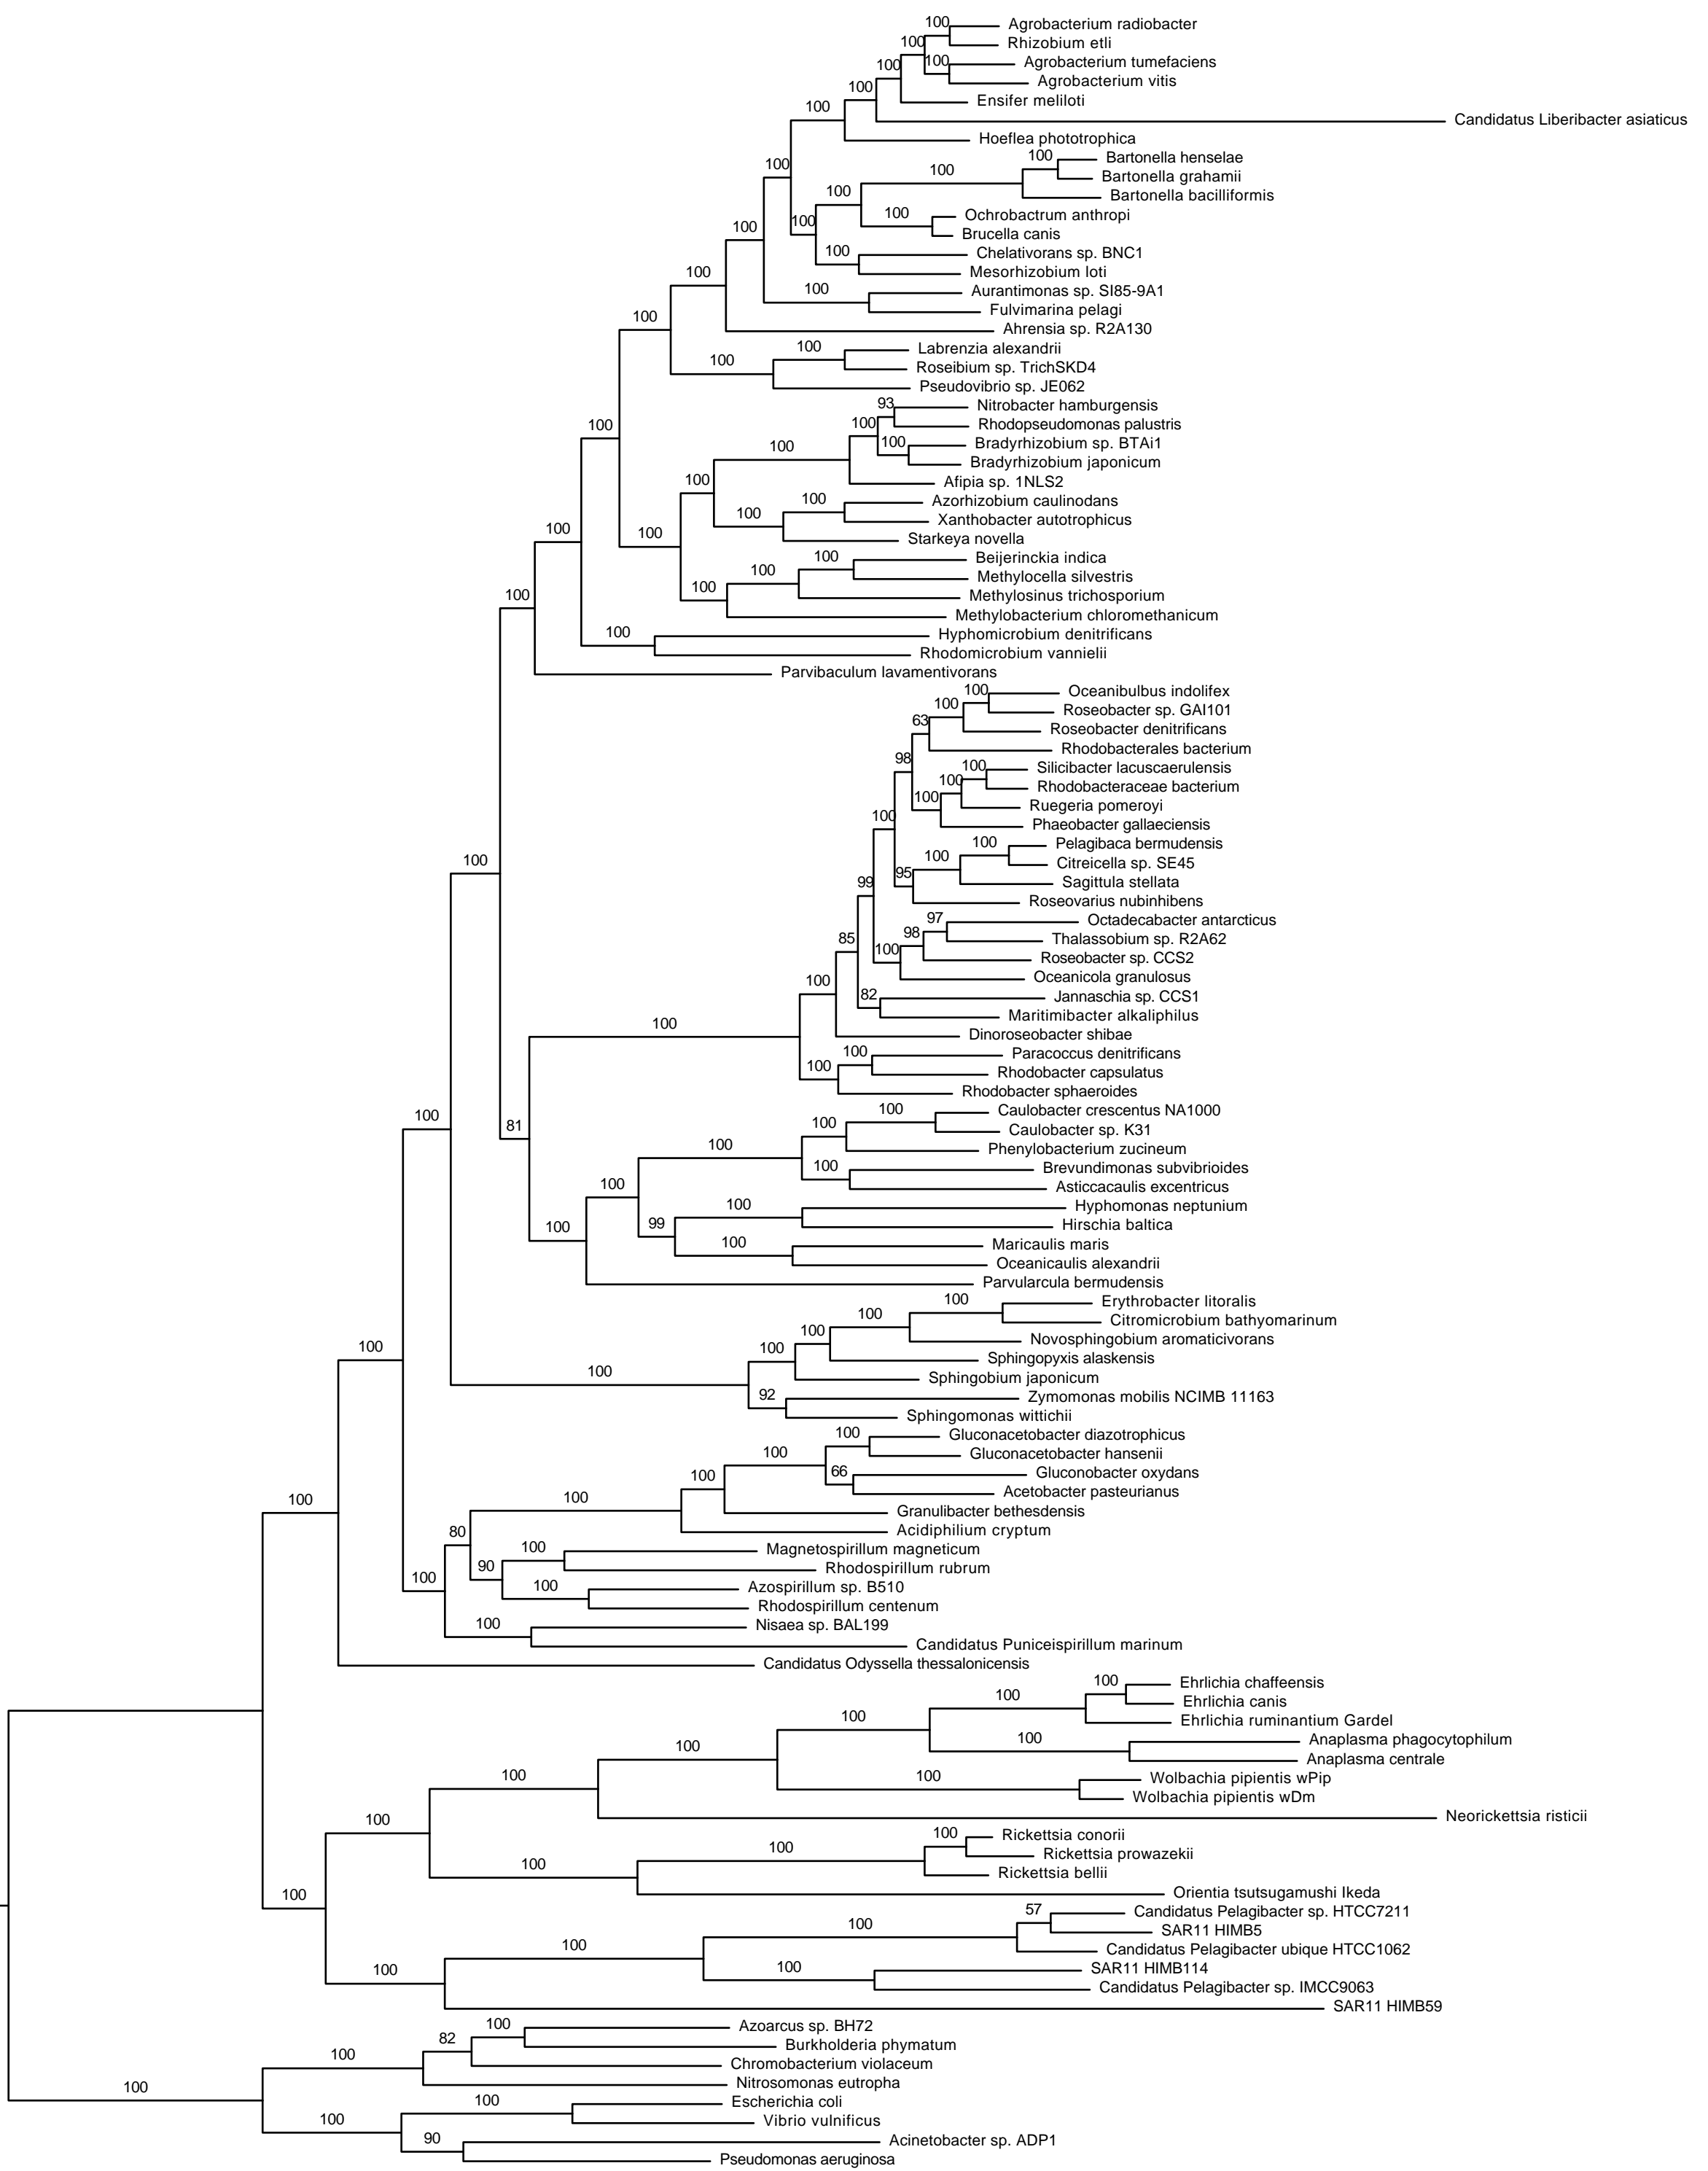 100
Agrobacterium radiobacter
100
Rhizobium etli
100
Agrobacterium tumefaciens
100
Agrobacterium vitis
100
Ensifer meliloti
100
Candidatus Liberibacter asiaticus
Hoeflea phototrophica
100
100
Bartonella henselae
100
Bartonella grahamii
100
Bartonella bacilliformis
100
Ochrobactrum anthropi
100
Brucella canis
100
Chelativorans sp. BNC1
100
Mesorhizobium loti
100
Aurantimonas sp. SI85-9A1
100
Fulvimarina pelagi
100
Ahrensia sp. R2A130
100
Labrenzia alexandrii
100
Roseibium sp. TrichSKD4
Pseudovibrio sp. JE062
93
Nitrobacter hamburgensis
100
Rhodopseudomonas palustris
100
100
Bradyrhizobium sp. BTAi1
100
Bradyrhizobium japonicum
100
Afipia sp. 1NLS2
100
Azorhizobium caulinodans
100
Xanthobacter autotrophicus
100
100
Starkeya novella
100
Beijerinckia indica
100
Methylocella silvestris
100
Methylosinus trichosporium
100
Methylobacterium chloromethanicum
100
Hyphomicrobium denitrificans
Rhodomicrobium vannielii
Parvibaculum lavamentivorans
100
Oceanibulbus indolifex
100
Roseobacter sp. GAI101
63
Roseobacter denitrificans
Rhodobacterales bacterium
98
100
Silicibacter lacuscaerulensis
100
Rhodobacteraceae bacterium
100
Ruegeria pomeroyi
100
Phaeobacter gallaeciensis
100
Pelagibaca bermudensis
100
Citreicella sp. SE45
100
95
Sagittula stellata
99
Roseovarius nubinhibens
97
Octadecabacter antarcticus
98
Thalassobium sp. R2A62
85
100
Roseobacter sp. CCS2
Oceanicola granulosus
100
82
Jannaschia sp. CCS1
Maritimibacter alkaliphilus
100
Dinoroseobacter shibae
100
Paracoccus denitrificans
100
Rhodobacter capsulatus
Rhodobacter sphaeroides
100
100
Caulobacter crescentus NA1000
81
100
Caulobacter sp. K31
100
Phenylobacterium zucineum
100
Brevundimonas subvibrioides
100
Asticcacaulis excentricus
100
Hyphomonas neptunium
100
99
Hirschia baltica
100
Maricaulis maris
Oceanicaulis alexandrii
Parvularcula bermudensis
100
Erythrobacter litoralis
100
Citromicrobium bathyomarinum
100
Novosphingobium aromaticivorans
100
100
Sphingopyxis alaskensis
100
Sphingobium japonicum
92
Zymomonas mobilis NCIMB 11163
Sphingomonas wittichii
100
Gluconacetobacter diazotrophicus
100
Gluconacetobacter hansenii
100
66
Gluconobacter oxydans
Acetobacter pasteurianus
100
100
Granulibacter bethesdensis
80
Acidiphilium cryptum
100
Magnetospirillum magneticum
90
Rhodospirillum rubrum
100
100
Azospirillum sp. B510
Rhodospirillum centenum
100
Nisaea sp. BAL199
Candidatus Puniceispirillum marinum
Candidatus Odyssella thessalonicensis
100
Ehrlichia chaffeensis
100
Ehrlichia canis
100
Ehrlichia ruminantium Gardel
100
Anaplasma phagocytophilum
100
Anaplasma centrale
100
100
Wolbachia pipientis wPip
Wolbachia pipientis wDm
Neorickettsia risticii
100
100
Rickettsia conorii
100
Rickettsia prowazekii
100
Rickettsia bellii
100
Orientia tsutsugamushi Ikeda
57
Candidatus Pelagibacter sp. HTCC7211
100
SAR11 HIMB5
100
Candidatus Pelagibacter ubique HTCC1062
100
100
SAR11 HIMB114
Candidatus Pelagibacter sp. IMCC9063
SAR11 HIMB59
100
Azoarcus sp. BH72
82
Burkholderia phymatum
100
Chromobacterium violaceum
100
Nitrosomonas eutropha
100
Escherichia coli
100
Vibrio vulnificus
90
Acinetobacter sp. ADP1
Pseudomonas aeruginosa